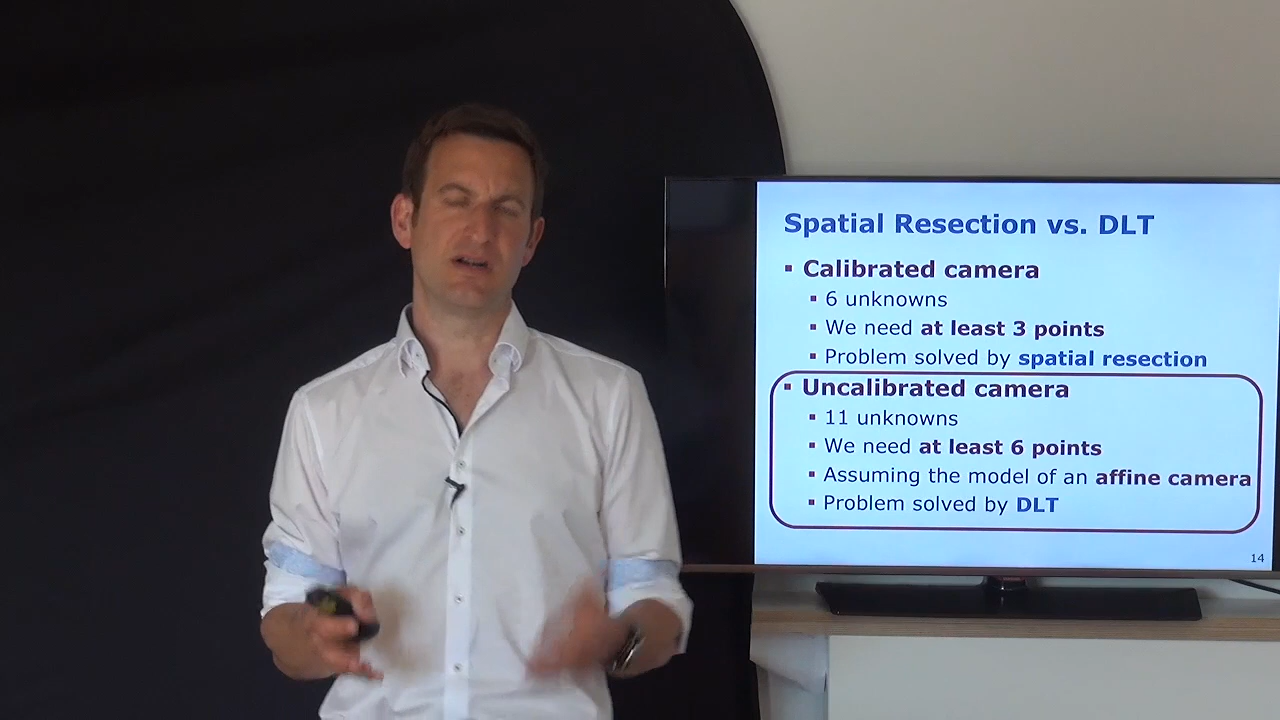 Spatial Resection vs. DLT
▪ Calibrated camera
▪ 6 unknowns
▪ We need at least 3 points
▪ Problem solved by spatial resection
▪ Uncalibrated camera
▪ 11 unknowns
▪ We need at least 6 points
▪ Assuming the model of an affine camera
▪ Problem solved by DLT
14